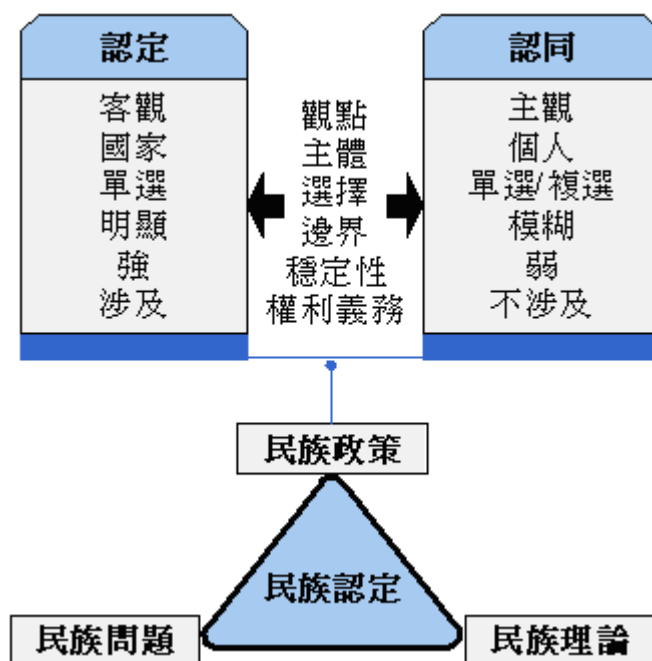 認定
客觀
國家
單選
明顯
強
涉及
觀點
主體
選擇
邊界
穩定性
權利義務
認同
主觀
個人
單選/複選
模糊
弱
不涉及
民族政策
民族認定
民族問題
民族理論